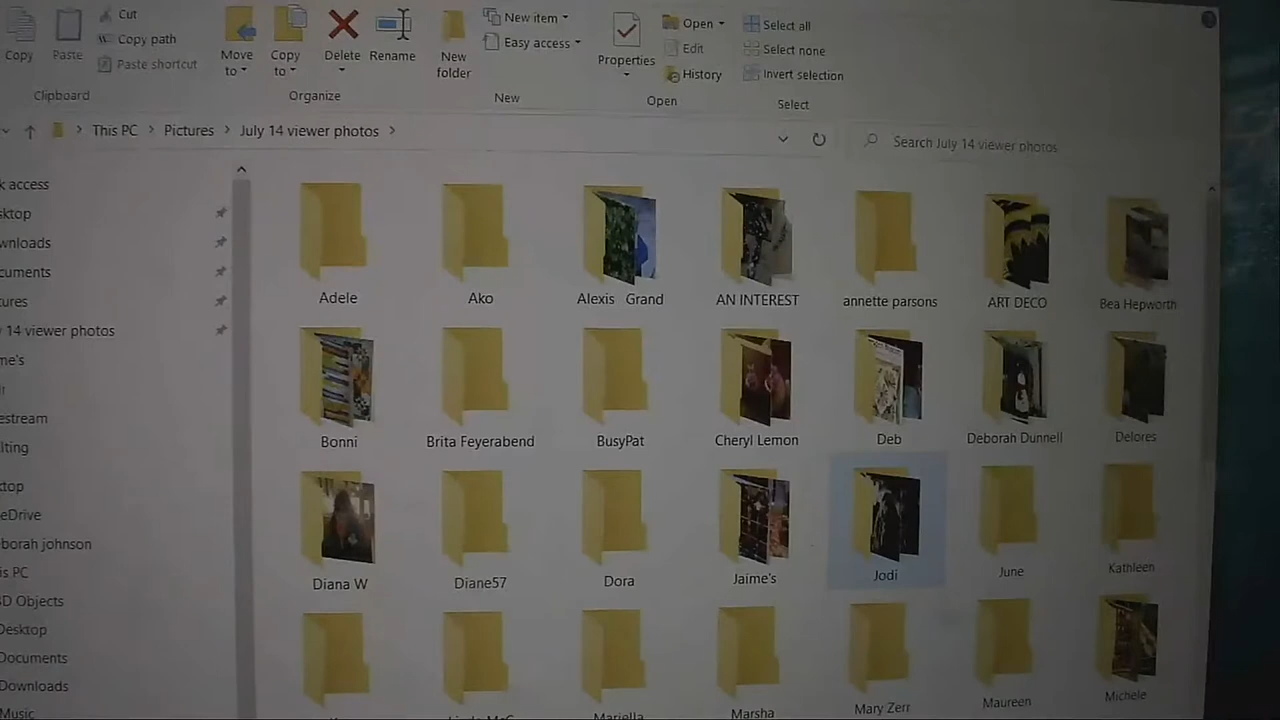 Cut
Copy path
Paste shortcut
Copy
Paste
Clipboard
Move to
Copy to
Delete
Rename
Organize
New folder
New item
Easy access
New
Properties
Open
Edit
History
Open
Select all
Select none
Invert selection
Select
This PC > Pictures > July 14 viewer photos >
Search July 14 viewer photos
k access
sktop
wnloads
cuments
tures
14 viewer photos
me's
estream
lting
ktop
eDrive
eborah johnson
is PC
D Objects
Desktop
Documents
Downloads
Music
Adele
Ako
Alexis Grand
AN INTEREST
annette parsons
ART DECO
Bea Hepworth
Bonni
Brita Feyerabend
BusyPat
Cheryl Lemon
Deb
Deborah Dunnell
Delores
Diana W
Diane57
Dora
Jaime's
Jodi
June
Kathleen
Mariella
Marsha
Mary Zerr
Maureen
Michele